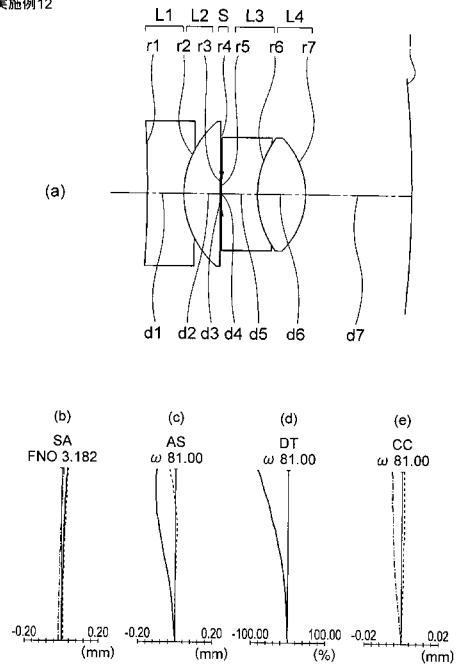 実施例12
L1 L2 S L3 L4
r1 r2 r3 r4 r5 r6 r7 I
(a)
d1 d2 d3 d4 d5 d6 d7
(b) (c) (d) (e)
SA AS DT CC
FNO 3.182 ω 81.00 ω 81.00 ω 81.00
-0.20 0.20 -0.20 0.20 -100.00 100.00 -0.02 0.02
(mm) (mm) (%) (mm)